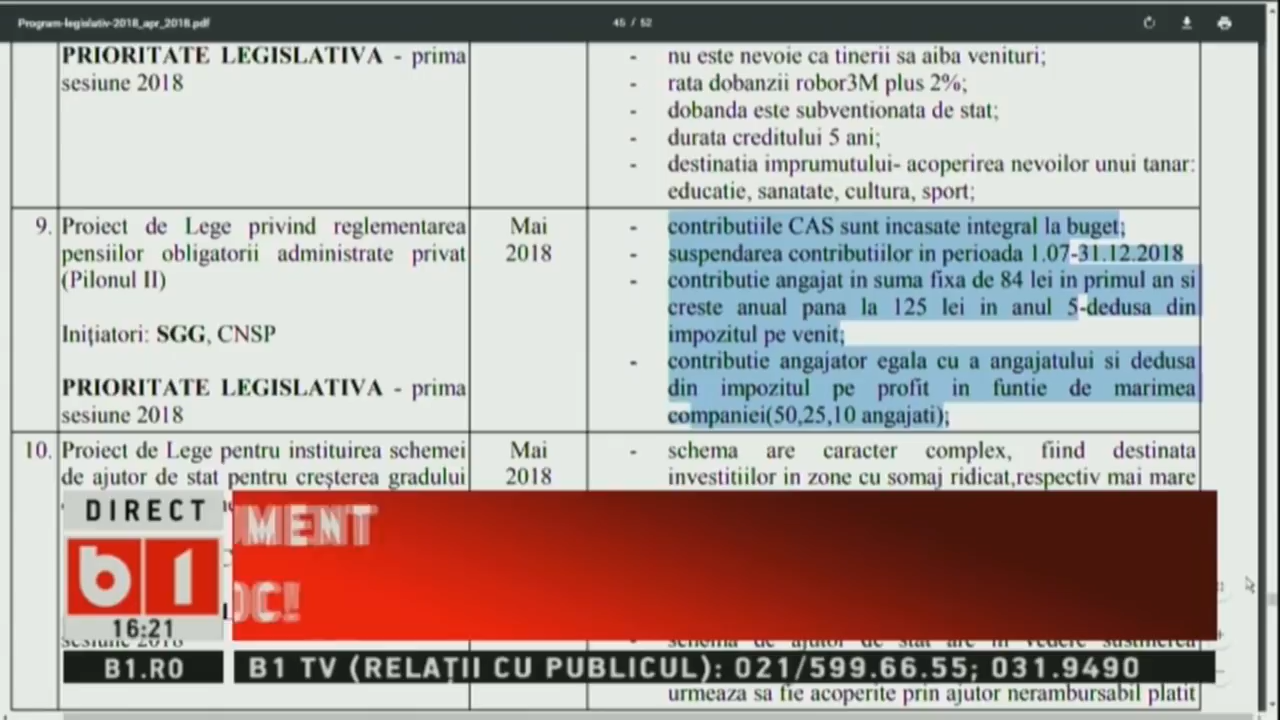 Program-legislativ-2018_apr_2018.pdf
45 / 52
PRIORITATE LEGISLATIVA - prima
sesiune 2018
- nu este nevoie ca tinerii sa aiba venituri;
- rata dobanzii robor3M plus 2%;
- dobanda este subventionata de stat;
- durata creditului 5 ani;
- destinatia imprumutului- acoperirea nevoilor unui tanar:
educatie, sanatate, cultura, sport;
9. Proiect de Lege privind reglementarea
pensiilor obligatorii administrate privat
(Pilonul II)
Inițiatori: SGG, CNSP
PRIORITATE LEGISLATIVA - prima
sesiune 2018
Mai
2018
- contributiile CAS sunt incasate integral la buget;
- suspendarea contributiilor in perioada 1.07-31.12.2018
- contributie angajat in suma fixa de 84 lei in primul an si
creste anual pana la 125 lei in anul 5-dedusa din
impozitul pe venit;
- contributie angajator egala cu a angajatului si dedusa
din impozitul pe profit in funtie de marimea
companiei(50,25,10 angajati);
10. Proiect de Lege pentru instituirea schemei
de ajutor de stat pentru creșterea gradului
Mai
2018
- schema are caracter complex, fiind destinata
investitiilor in zone cu somaj ridicat,respectiv mai mare
DIRECT
b1
16:21
B1.RO
MENT
OC!
B1 TV (RELAȚII CU PUBLICUL): 021/599.66.55; 031.9490
urmeaza sa fie acoperite prin ajutor nerambursabil platit